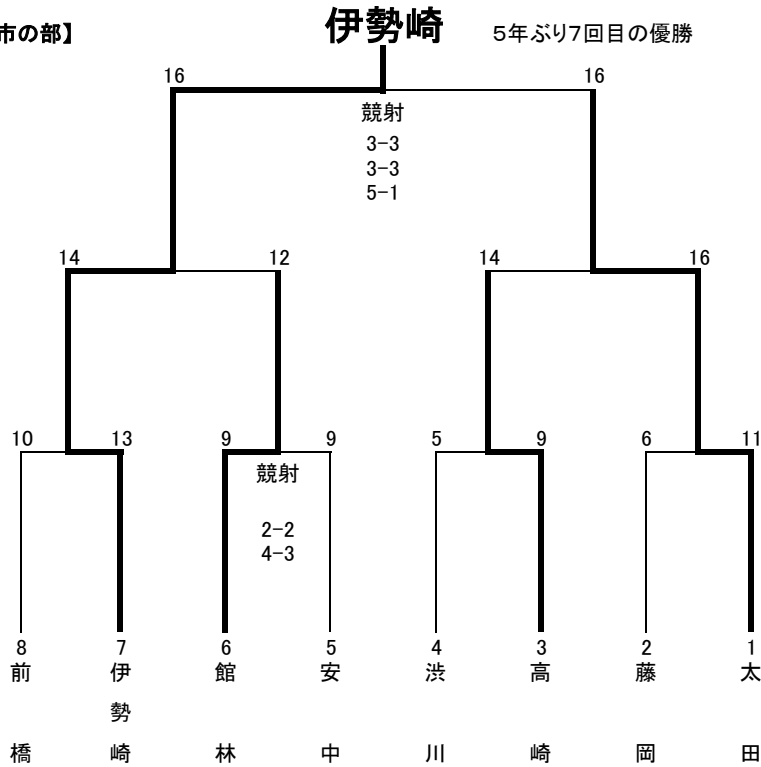 市の部】
伊勢崎
5年ぶり7回目の優勝
16 16
競射
3-3
3-3
5-1
14 12 14 16
10 13 9 9 5 9 6 11
競射
2-2
4-3
8 7 6 5 4 3 2 1
前橋
伊勢崎
館林
安中
渋川
高崎
藤岡
太田